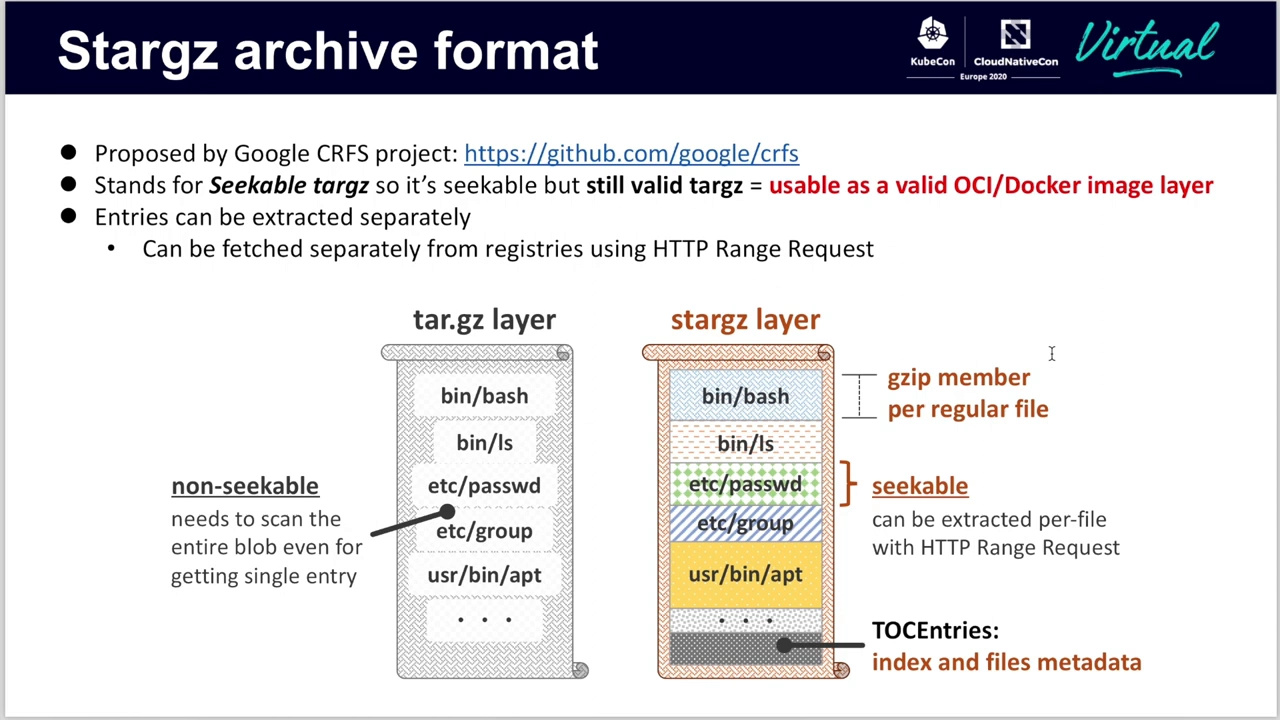 Stargz archive format
KubeCon
CloudNativeCon
Europe 2020
Virtual
● Proposed by Google CRFS project: https://github.com/google/crfs
● Stands for Seekable targz so it's seekable but still valid targz = usable as a valid OCI/Docker image layer
● Entries can be extracted separately
• Can be fetched separately from registries using HTTP Range Request
tar.gz layer
bin/bash
bin/ls
etc/passwd
etc/group
usr/bin/apt
. . .
non-seekable
needs to scan the
entire blob even for
getting single entry
stargz layer
bin/bash
bin/ls
etc/passwd
etc/group
usr/bin/apt
. . .
gzip member
per regular file
seekable
can be extracted per-file
with HTTP Range Request
TOCEntries:
index and files metadata